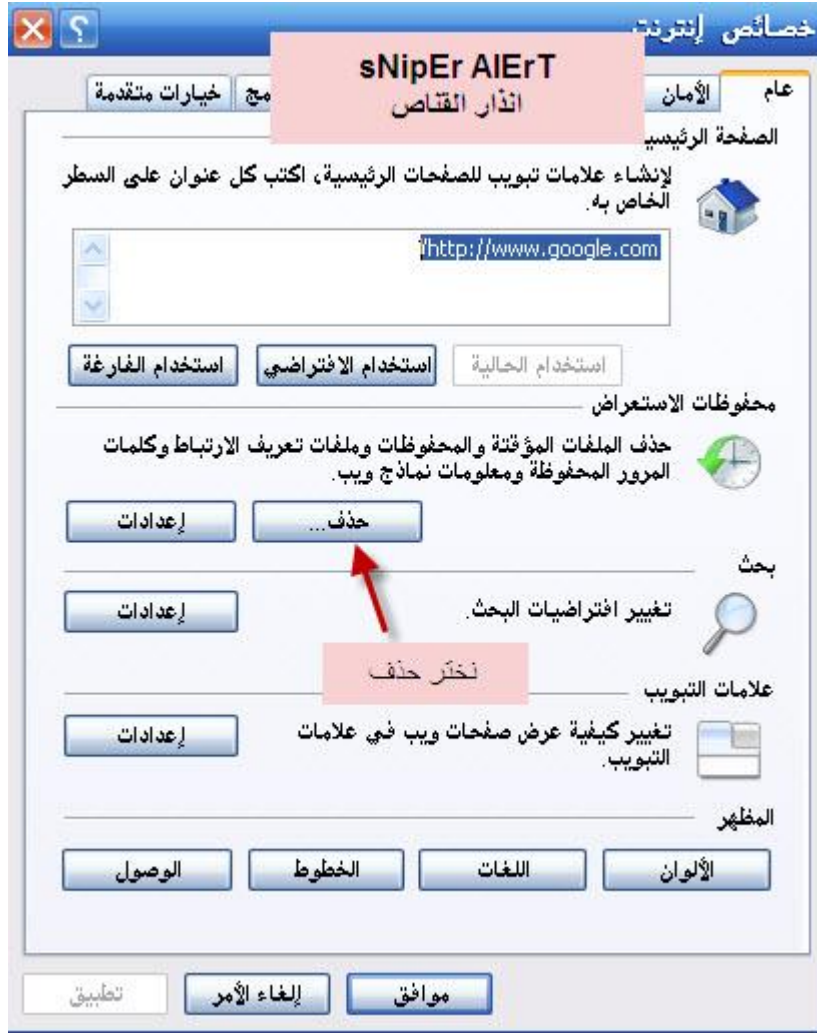 خصائص إنترنت
sNipEr AlErT
انذار القناص
عام
الأمان
مج
خيارات متقدمة
لإنشاء علامات تبويب للصفحات الرئيسية، اكتب كل عنوان على السطر
الخاص به.
http://www.google.com/
استخدام الحالية
استخدام الافتراضي
استخدام الفارغة
محفوظات الاستعراض
حذف الملفات المؤقتة والمحفوظات وملفات تعريف الارتباط وكلمات
المرور المحفوظة ومعلومات نماذج ويب.
حذف...
إعدادات
بحث
تغيير افتراضيات البحث.
إعدادات
نختر حذف
علامات التبويب
تغيير كيفية عرض صفحات ويب في علامات
التبويب.
إعدادات
المظهر
الألوان
اللغات
الخطوط
الوصول
موافق
إلغاء الأمر
تطبيق